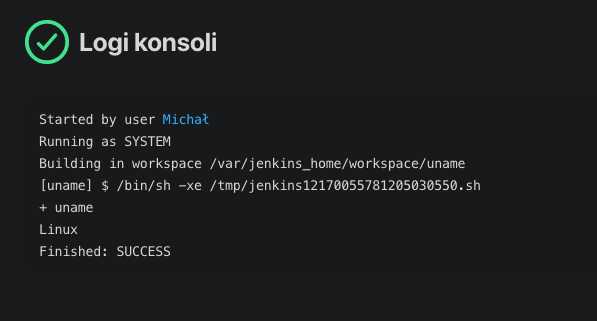 Logi konsoli
Started by user Michał
Running as SYSTEM
Building in workspace /var/jenkins_home/workspace/uname
[uname] $ /bin/sh -xe /tmp/jenkins12170055781205030550.sh
+ uname
Linux
Finished: SUCCESS